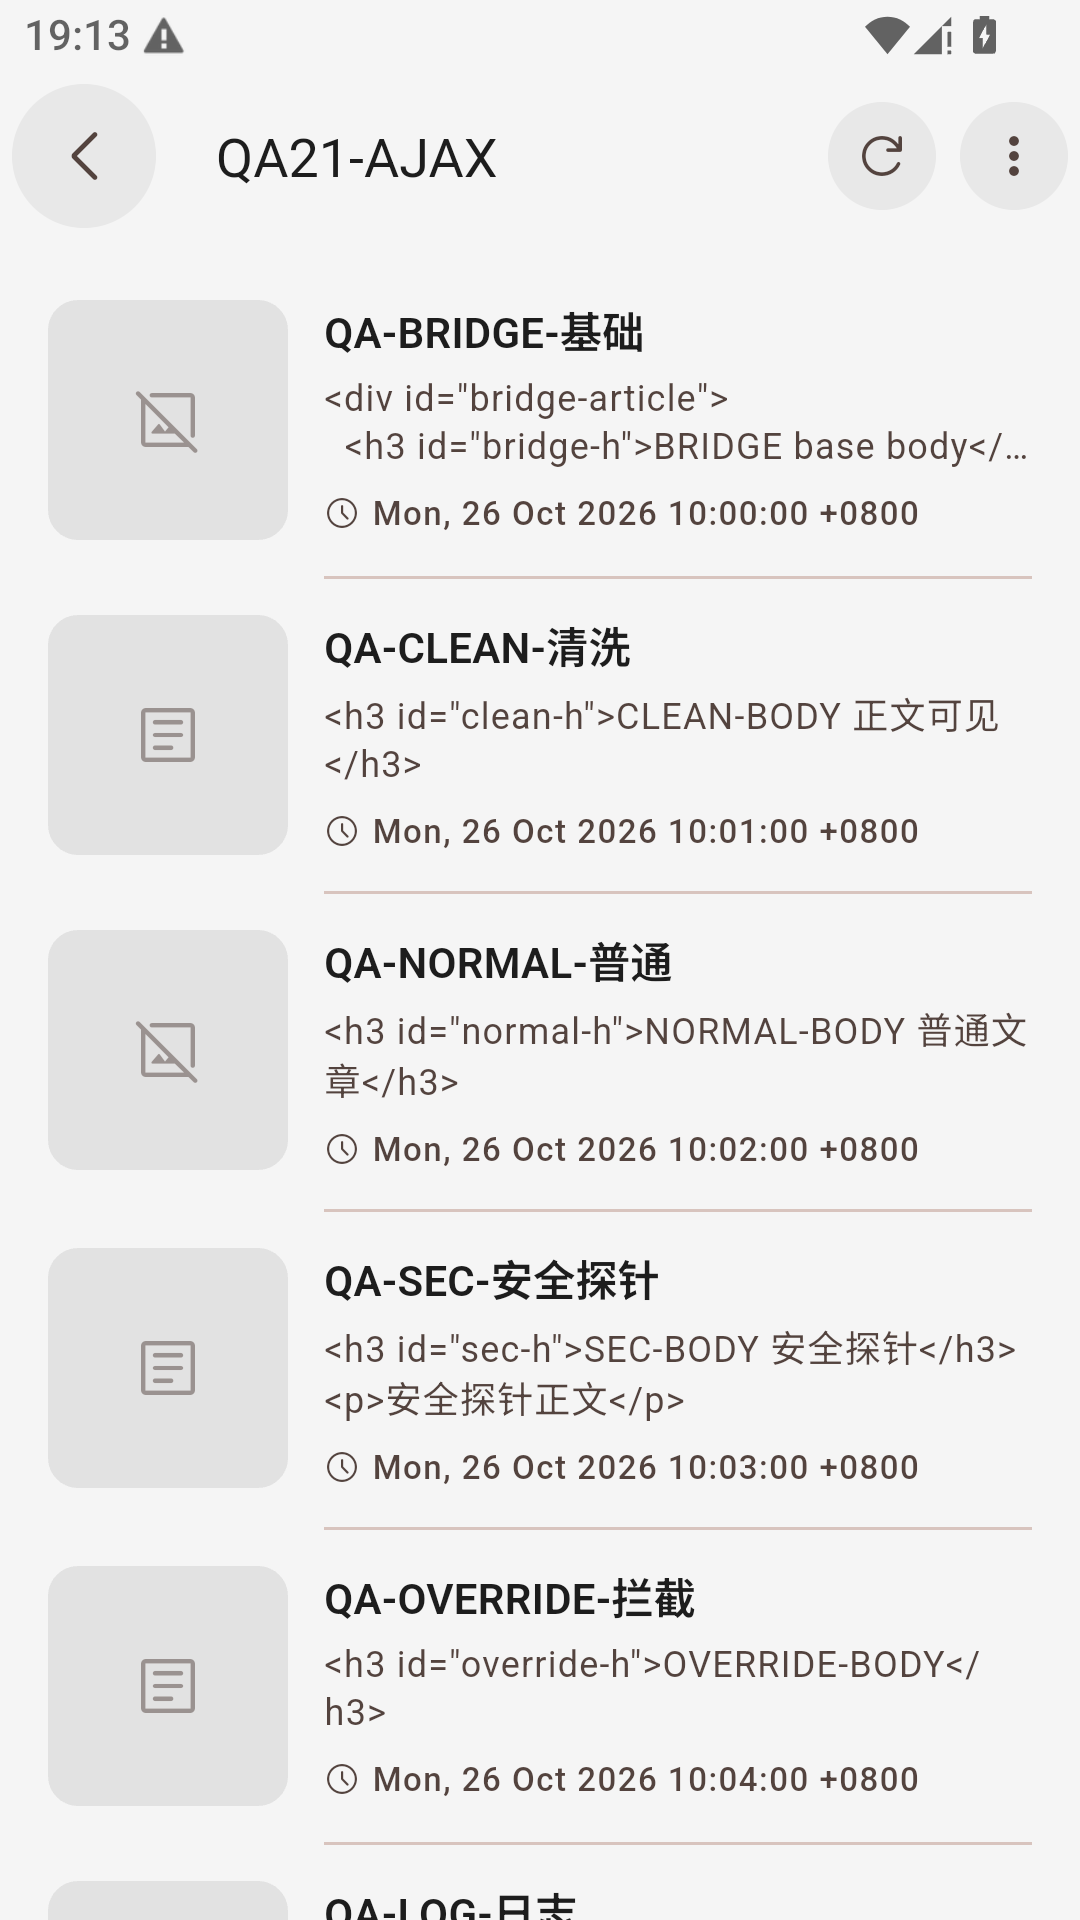 19:13
QA21-AJAX
QA-BRIDGE-基础
<div id="bridge-article">
<h3 id="bridge-h">BRIDGE base body</...
Mon, 26 Oct 2026 10:00:00 +0800
QA-CLEAN-清洗
<h3 id="clean-h">CLEAN-BODY 正文可见
</h3>
Mon, 26 Oct 2026 10:01:00 +0800
QA-NORMAL-普通
<h3 id="normal-h">NORMAL-BODY 普通文
章</h3>
Mon, 26 Oct 2026 10:02:00 +0800
QA-SEC-安全探针
<h3 id="sec-h">SEC-BODY 安全探针</h3>
<p>安全探针正文</p>
Mon, 26 Oct 2026 10:03:00 +0800
QA-OVERRIDE-拦截
<h3 id="override-h">OVERRIDE-BODY</
h3>
Mon, 26 Oct 2026 10:04:00 +0800
QA-LOG-日志